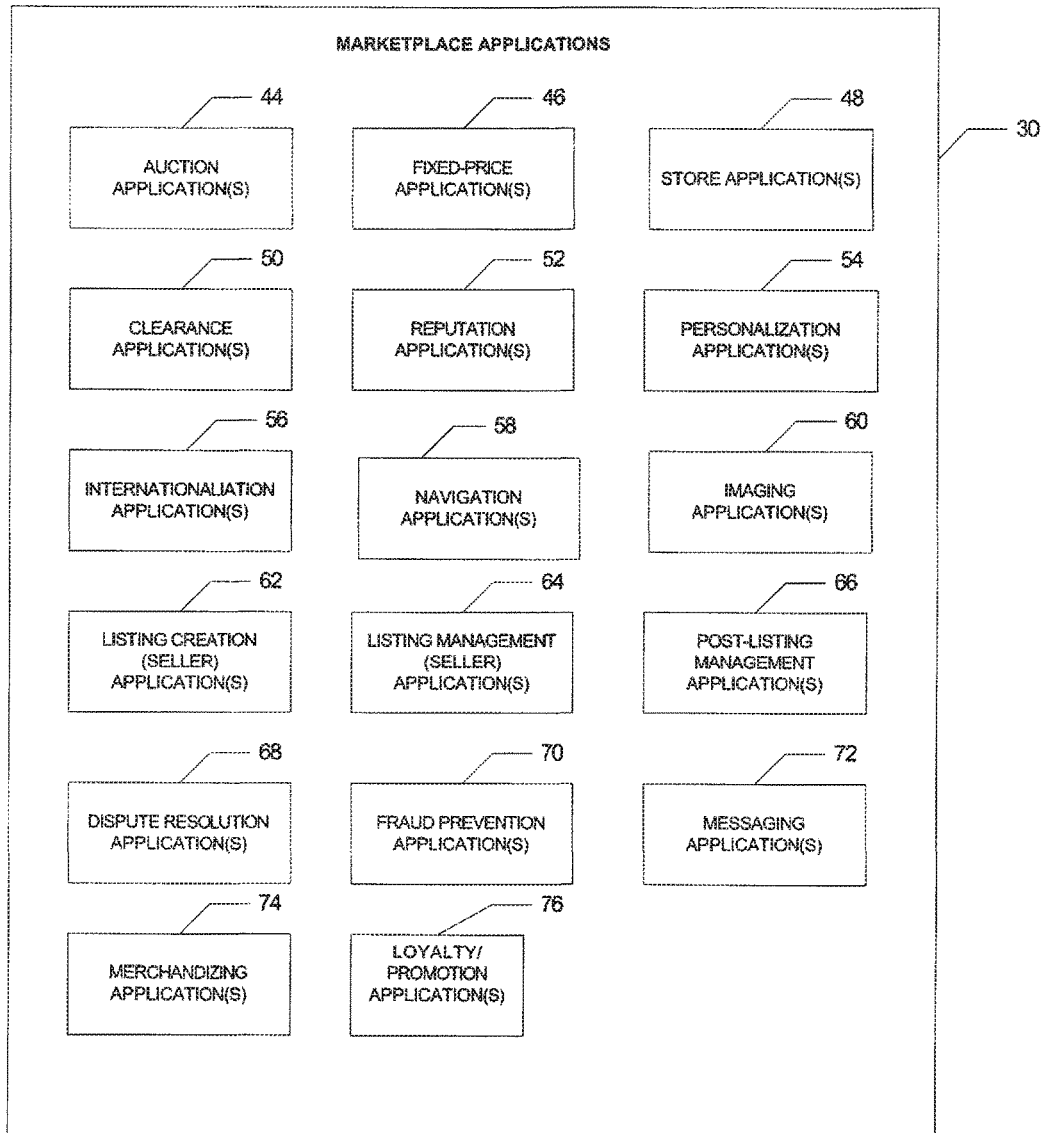 MARKETPLACE APPLICATIONS
44
46
48
30
AUCTION
APPLICATION(S)
FIXED-PRICE
APPLICATION(S)
STORE APPLICATION(S)
50
52
54
CLEARANCE
APPLICATION(S)
REPUTATION
APPLICATION(S)
PERSONALIZATION
APPLICATION(S)
56
58
60
INTERNATIONALIATION
APPLICATION(S)
NAVIGATION
APPLICATION(S)
IMAGING
APPLICATION(S)
62
64
66
LISTING CREATION
(SELLER)
APPLICATION(S)
LISTING MANAGEMENT
(SELLER)
APPLICATION(S)
POST-LISTING
MANAGEMENT
APPLICATION(S)
68
70
72
DISPUTE RESOLUTION
APPLICATION(S)
FRAUD PREVENTION
APPLICATION(S)
MESSAGING
APPLICATION(S)
74
76
MERCHANDIZING
APPLICATION(S)
LOYALTY/
PROMOTION
APPLICATION(S)